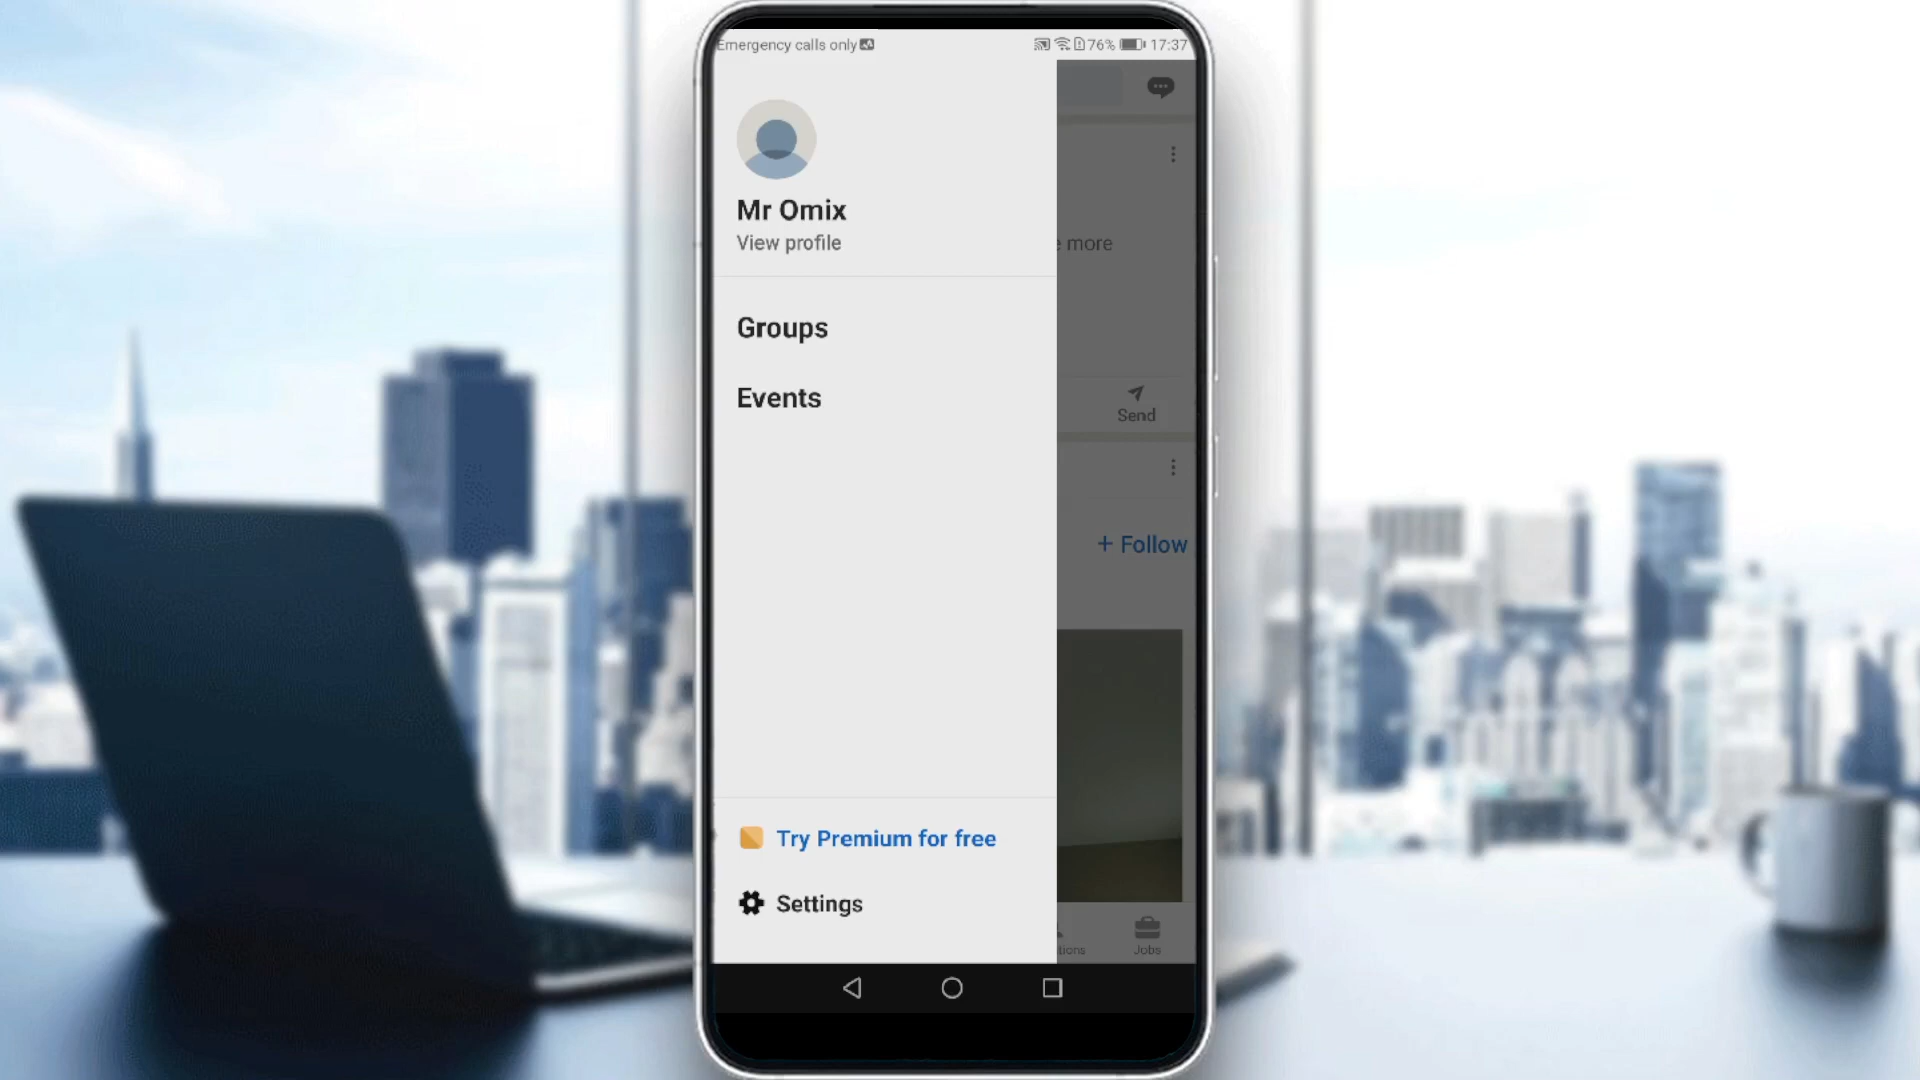 Emergency calls only 76% 17:37
Mr Omix
View profile
more
Groups
Events
Send
+ Follow
Try Premium for free
Settings
tions Jobs